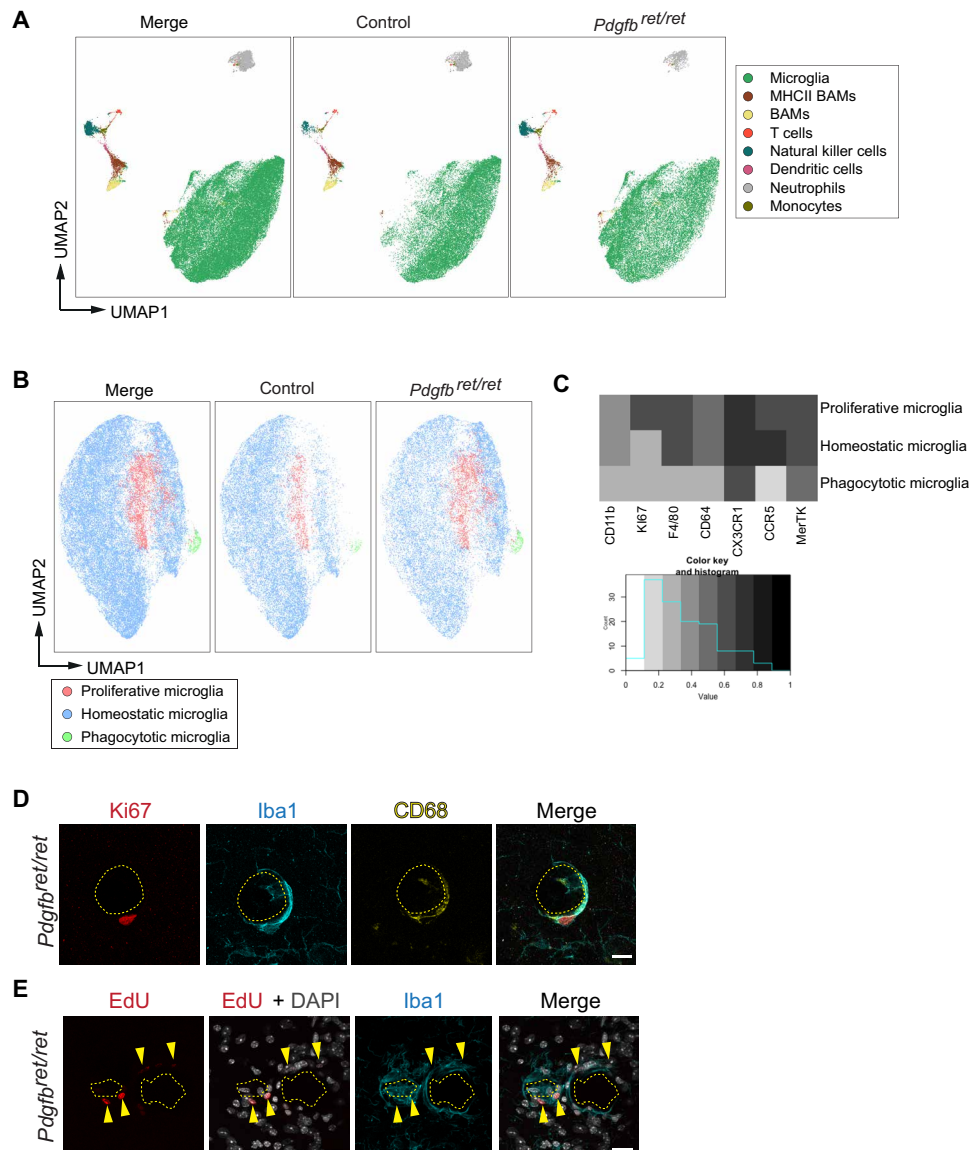 A
Merge
Control
Pdgfb ret/ret
UMAP2
UMAP1
Microglia
MHCII BAMs
BAMs
T cells
Natural killer cells
Dendritic cells
Neutrophils
Monocytes
B
Merge
Control
Pdgfb ret/ret
UMAP2
UMAP1
Proliferative microglia
Homeostatic microglia
Phagocytotic microglia
C
Proliferative microglia
Homeostatic microglia
Phagocytotic microglia
CD11b
KI67
F4/80
CD64
CX3CR1
CCR5
MerTK
Color key
and histogram
Count
0 10 20 30
0 0.2 0.4 0.6 0.8 1
Value
D
Ki67
Iba1
CD68
Merge
Pdgfb ret/ret
E
EdU
EdU + DAPI
Iba1
Merge
Pdgfb ret/ret